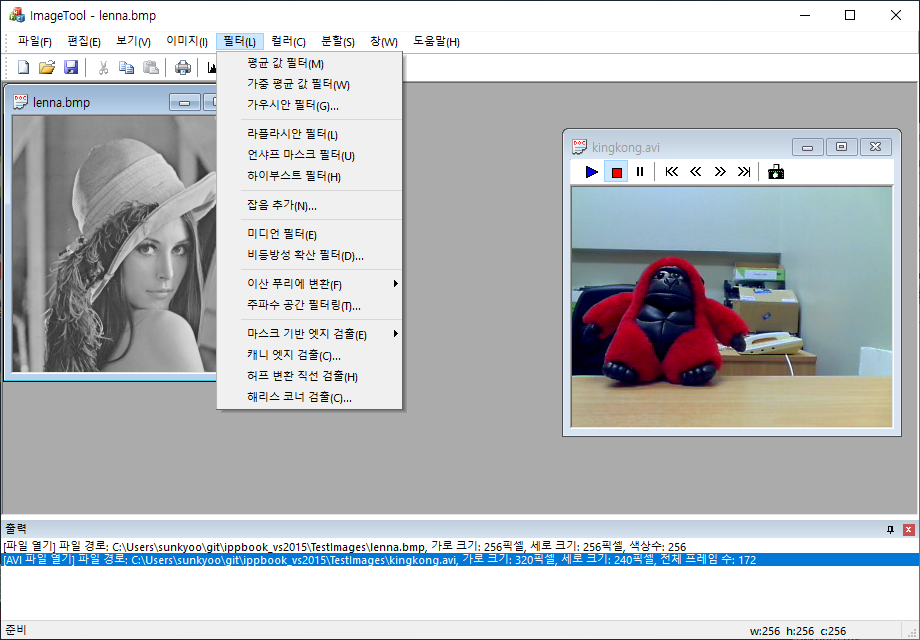 ImageTool - lenna.bmp
파일(F) 편집(E) 보기(V) 이미지(I) 필터(L) 컬러(C) 분할(S) 창(W) 도움말(H)
lenna.bmp
평균 값 필터(M)
가중 평균 값 필터(W)
가우시안 필터(G)...
라플라시안 필터(L)
언샤프 마스크 필터(U)
하이부스트 필터(H)
잡음 추가(N)...
미디언 필터(E)
비등방성 확산 필터(D)...
이산 푸리에 변환(F)
주파수 공간 필터링(T)...
마스크 기반 엣지 검출(E)
캐니 엣지 검출(C)...
허프 변환 직선 검출(H)
해리스 코너 검출(C)...
kingkong.avi
출력
[파일 열기] 파일 경로: C:\Users\sunkyoo\git\ippbook_vs2015\TestImages\lenna.bmp, 가로 크기: 256픽셀, 세로 크기: 256픽셀, 색상수: 256
[AVI 파일 열기] 파일 경로: C:\Users\sunkyoo\git\ippbook_vs2015\TestImages\kingkong.avi, 가로 크기: 320픽셀, 세로 크기: 240픽셀, 전체 프레임 수: 172
준비
w:256 h:256 c:256